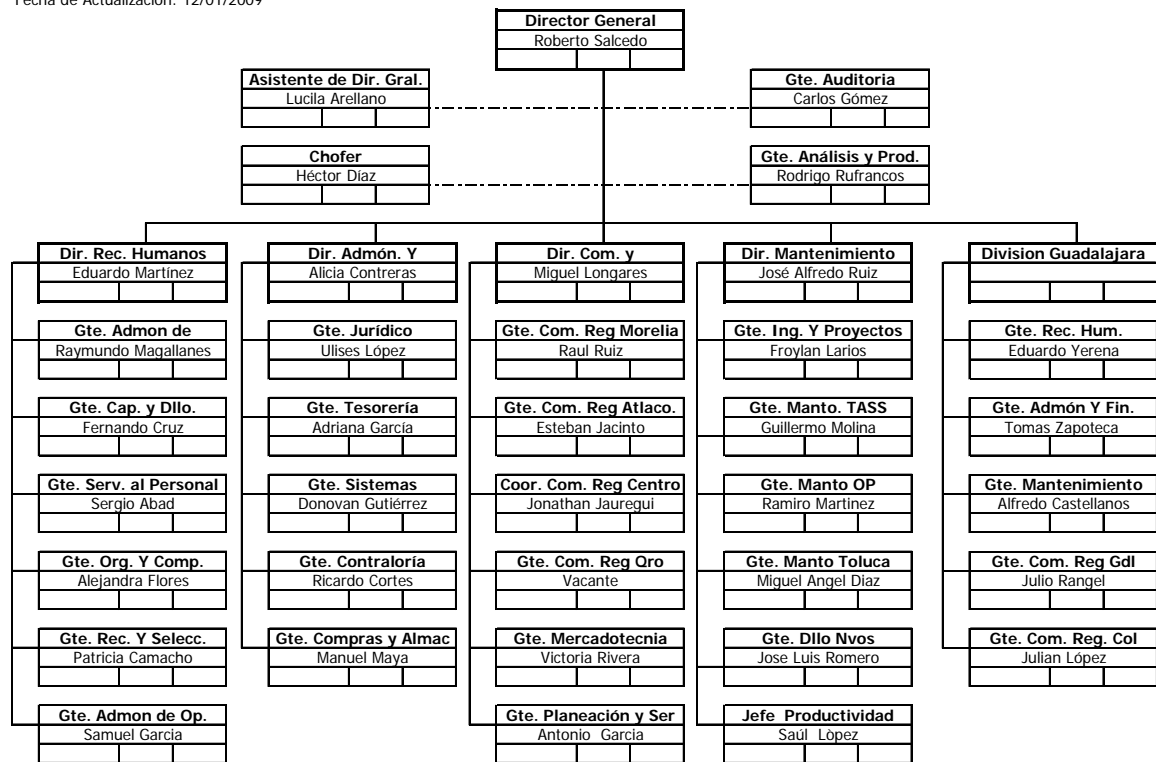 Fecha de Actualización: 12/01/2009
Director General
Roberto Salcedo
Asistente de Dir. Gral.
Lucila Arellano
Gte. Auditoria
Carlos Gómez
Chofer
Héctor Díaz
Gte. Análisis y Prod.
Rodrigo Rufrancos
Dir. Rec. Humanos
Eduardo Martínez
Gte. Admon de
Raymundo Magallanes
Gte. Cap. y Dllo.
Fernando Cruz
Gte. Serv. al Personal
Sergio Abad
Gte. Org. Y Comp.
Alejandra Flores
Gte. Rec. Y Selecc.
Patricia Camacho
Gte. Admon de Op.
Samuel Garcia
Dir. Admón. Y
Alicia Contreras
Gte. Jurídico
Ulises López
Gte. Tesorería
Adriana García
Gte. Sistemas
Donovan Gutiérrez
Gte. Contraloría
Ricardo Cortes
Gte. Compras y Almac
Manuel Maya
Dir. Com. y
Miguel Longares
Gte. Com. Reg Morelia
Raul Ruiz
Gte. Com. Reg Atlaco.
Esteban Jacinto
Coor. Com. Reg Centro
Jonathan Jauregui
Gte. Com. Reg Qro
Vacante
Gte. Mercadotecnia
Victoria Rivera
Gte. Planeación y Ser
Antonio Garcia
Dir. Mantenimiento
José Alfredo Ruiz
Gte. Ing. Y Proyectos
Froylan Larios
Gte. Manto. TASS
Guillermo Molina
Gte. Manto OP
Ramiro Martinez
Gte. Manto Toluca
Miguel Angel Diaz
Gte. Dllo Nvos
Jose Luis Romero
Jefe Productividad
Saúl Lòpez
Division Guadalajara
Gte. Rec. Hum.
Eduardo Yerena
Gte. Admón Y Fin.
Tomas Zapoteca
Gte. Mantenimiento
Alfredo Castellanos
Gte. Com. Reg Gdl
Julio Rangel
Gte. Com. Reg. Col
Julian López